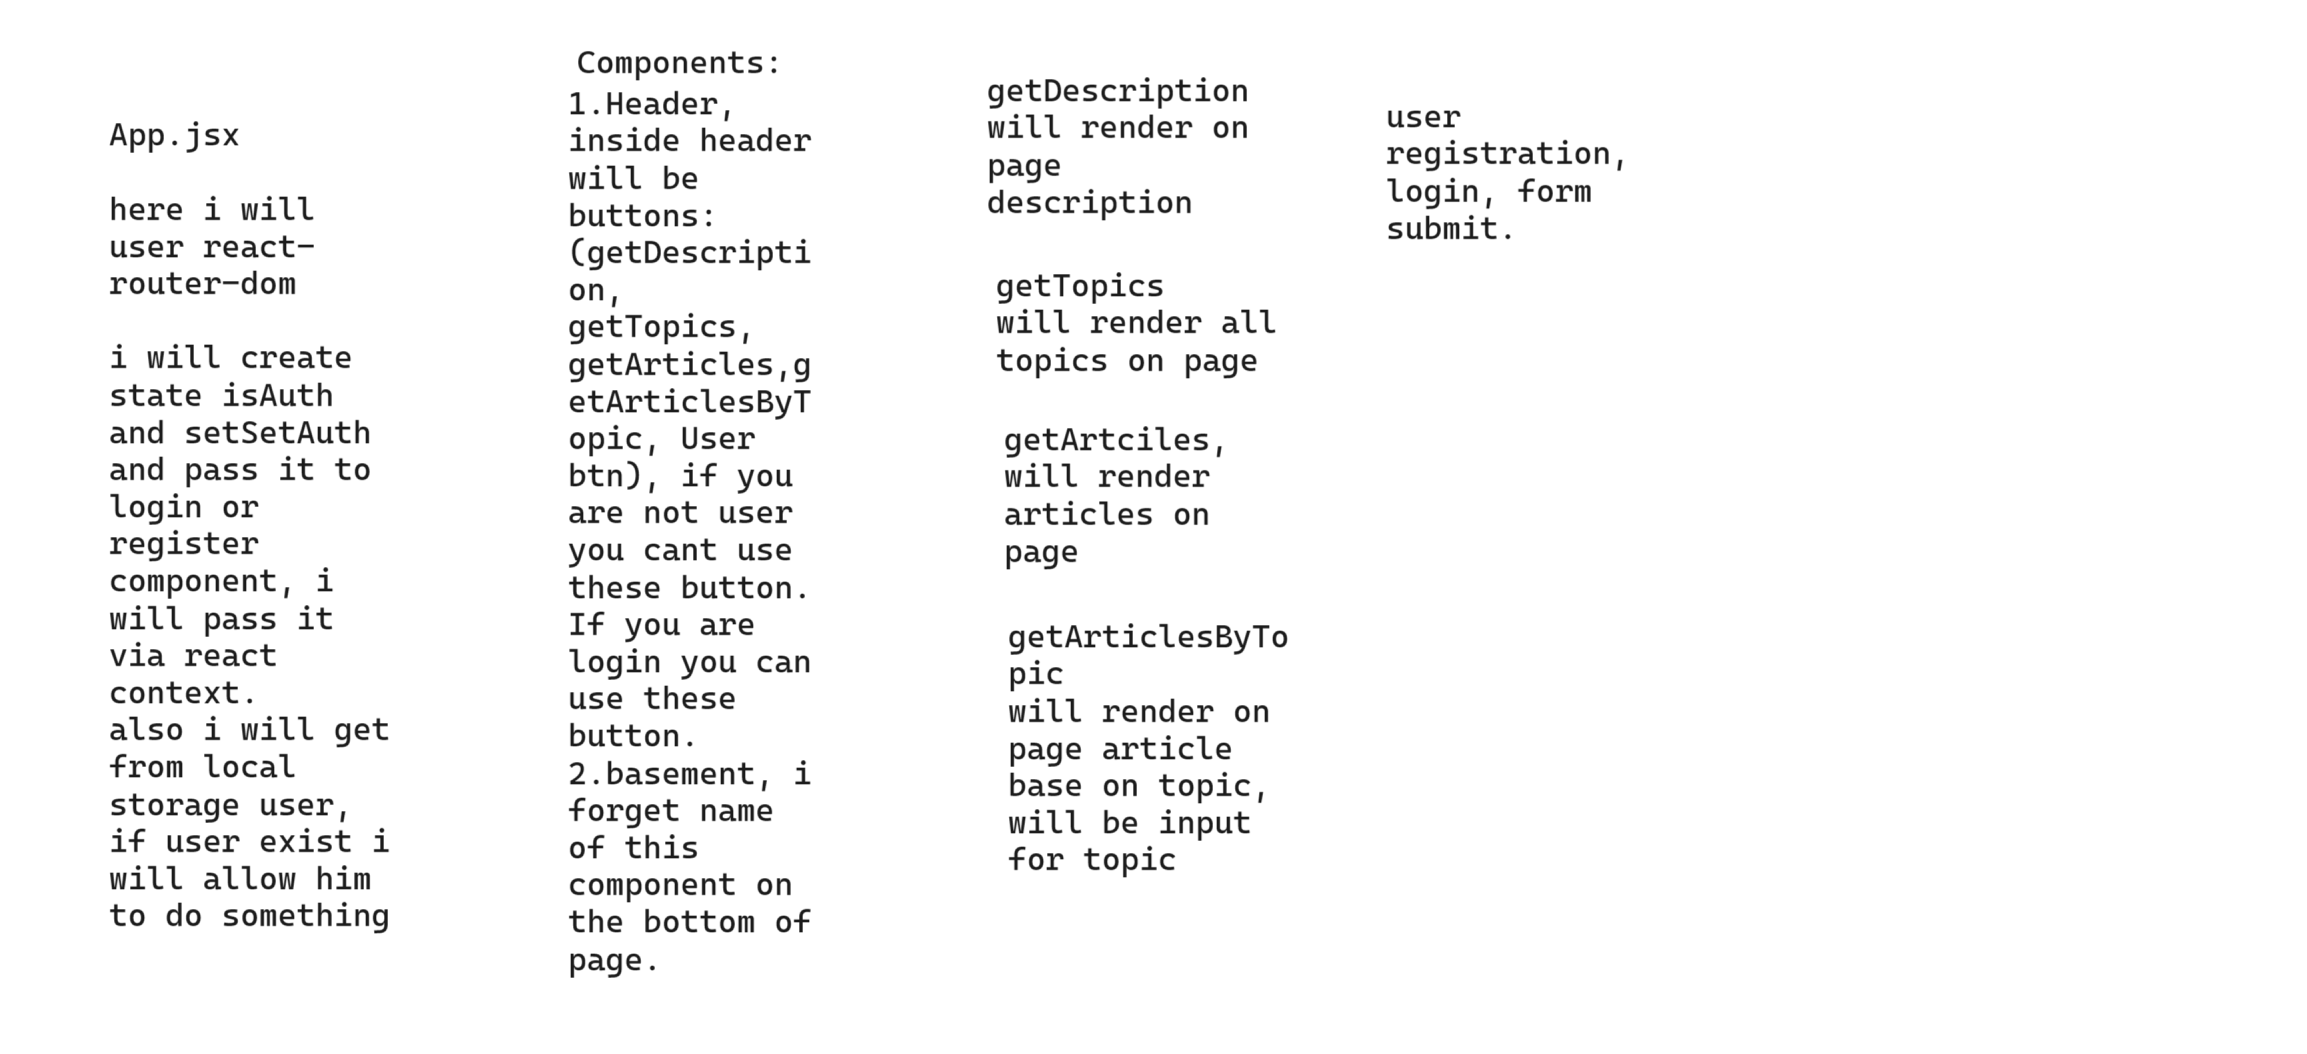 App.jsx
here i will
user react-
router-dom
i will create
state isAuth
and setSetAuth
and pass it to
login or
register
component, i
will pass it
via react
context.
also i will get
from local
storage user,
if user exist i
will allow him
to do something
Components:
1.Header,
inside header
will be
buttons:
(getDescripti
on,
getTopics,
getArticles,g
etArticlesByT
opic, User
btn), if you
are not user
you cant use
these button.
If you are
login you can
use these
button.
2.basement, i
forget name
of this
component on
the bottom of
page.
getDescription
will render on
page
description
getTopics
will render all
topics on page
getArtciles,
will render
articles on
page
getArticlesByTo
pic
will render on
page article
base on topic,
will be input
for topic
user
registration,
login, form
submit.